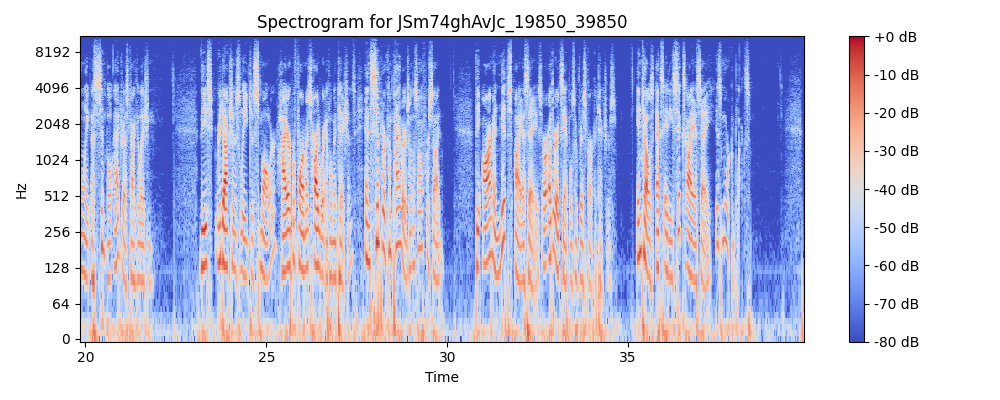 Spectrogram for JSm74ghAvJc_19850_39850
Hz
8192
4096
2048
1024
512
256
128
64
0
20
25
30
35
Time
+0 dB
-10 dB
-20 dB
-30 dB
-40 dB
-50 dB
-60 dB
-70 dB
-80 dB